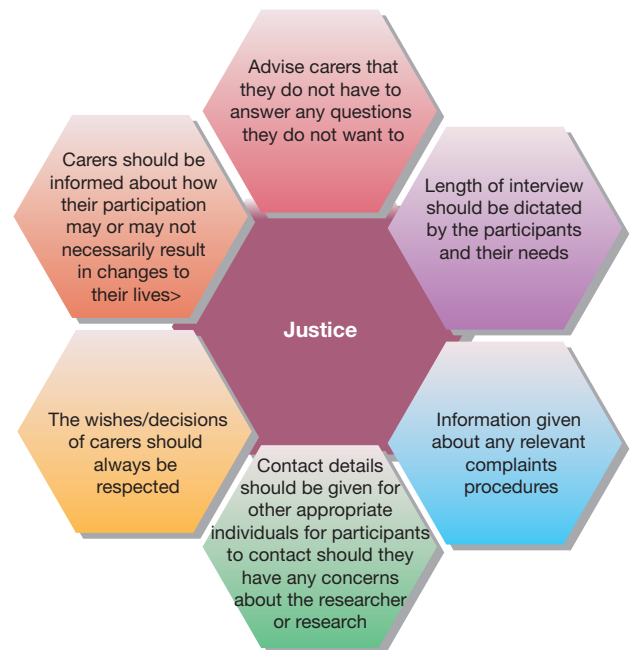 Advise carers that
they do not have to
answer any questions
they do not want to
Carers should be
informed about how
their participation
may or may not
necessarily result
in changes to
their lives>
Length of interview
should be dictated
by the participants
and their needs
Justice
The wishes/decisions
of carers should
always be
respected
Information given
about any relevant
complaints
procedures
Contact details
should be given for
other appropriate
individuals for participants
to contact should they
have any concerns
about the researcher
or research